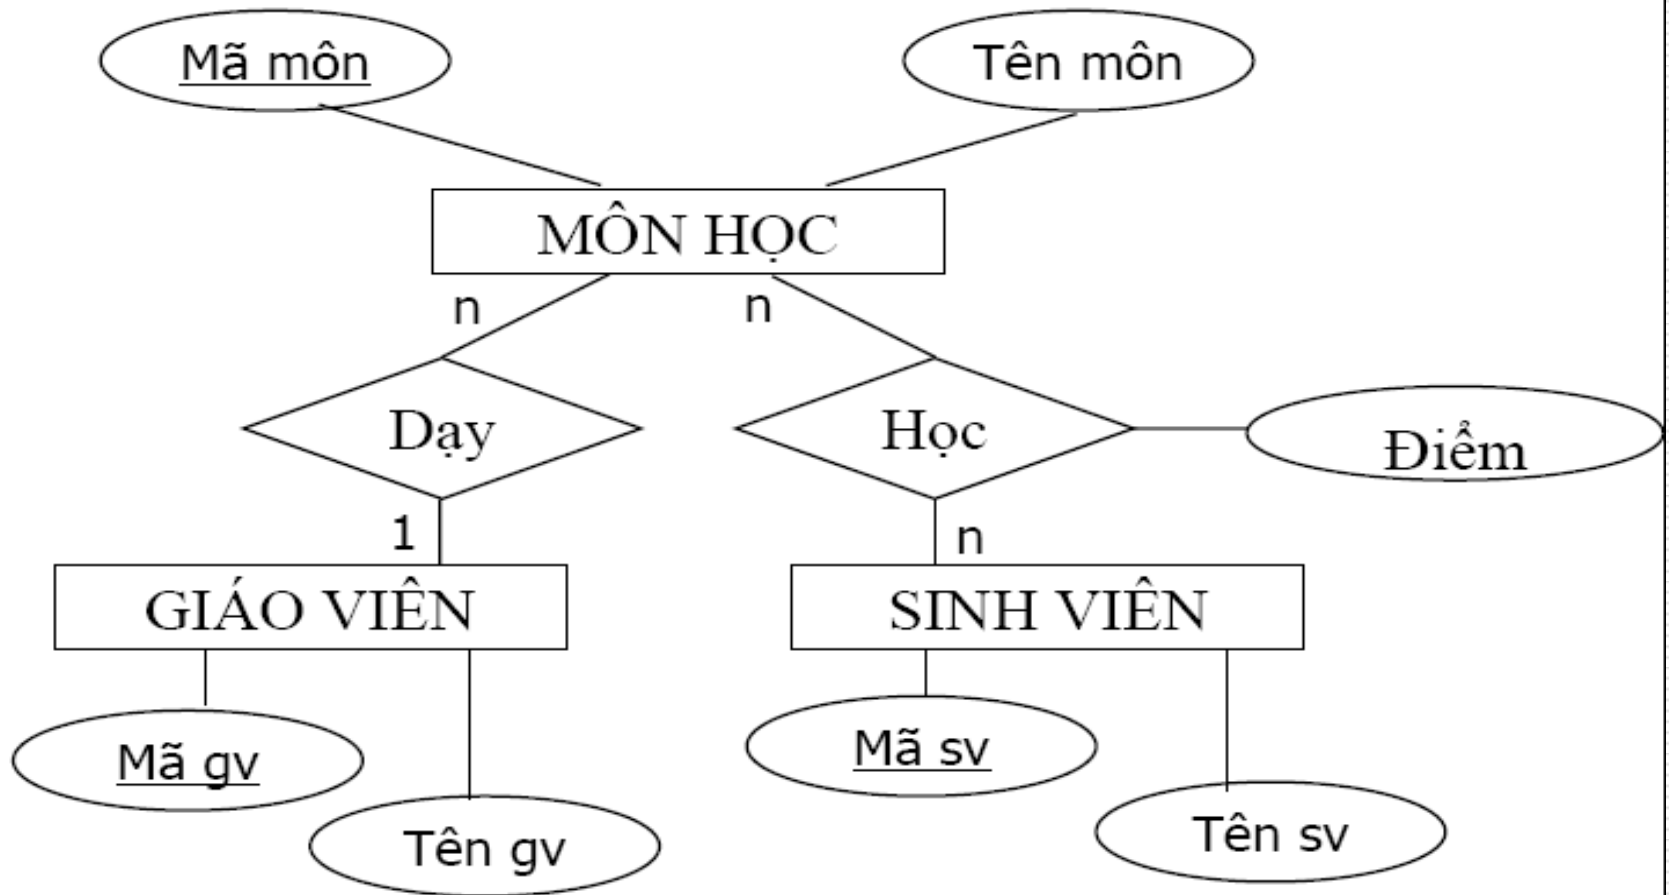 Mã môn
Tên môn
MÔN HỌC
n
n
Dạy
Học
Điểm
1
n
GIÁO VIÊN
SINH VIÊN
Mã gv
Mã sv
Tên gv
Tên sv